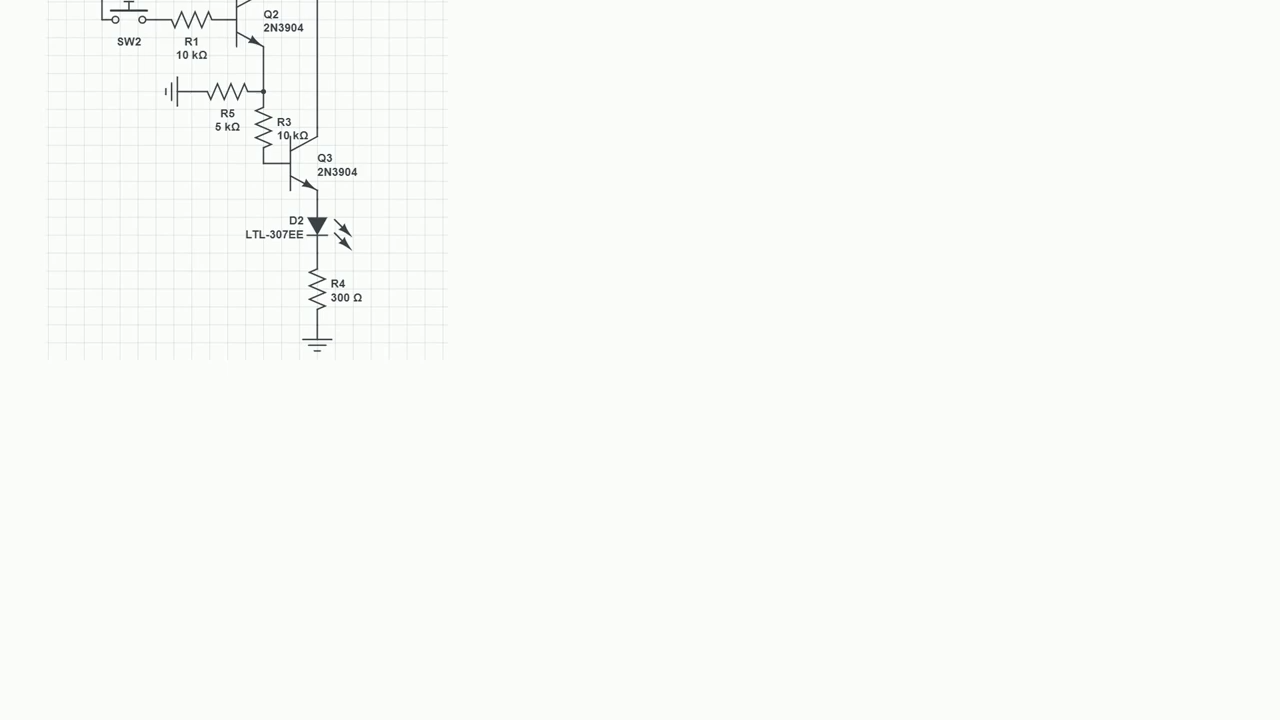 Q2
2N3904
SW2
R1
10 kΩ
R5
5 kΩ
R3
10 kΩ
Q3
2N3904
D2
LTL-307EE
R4
300 Ω